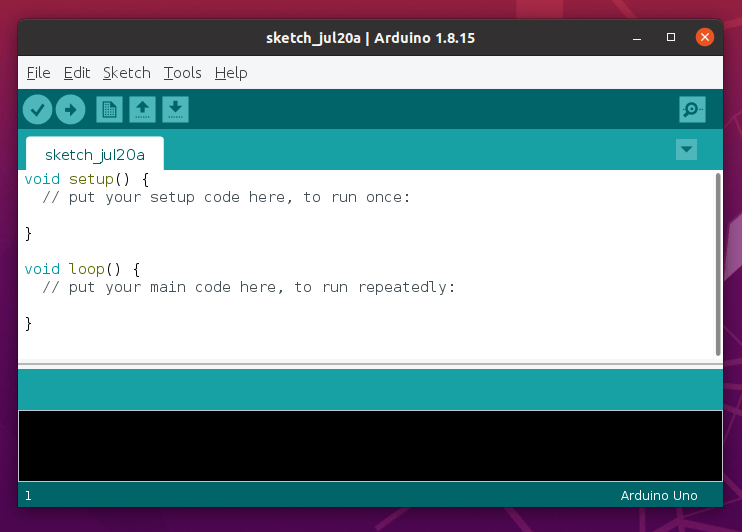 sketch_jul20a | Arduino 1.8.15
File Edit Sketch Tools Help
sketch_jul20a
void setup() {
  // put your setup code here, to run once:
}
void loop() {
  // put your main code here, to run repeatedly:
}
1 Arduino Uno